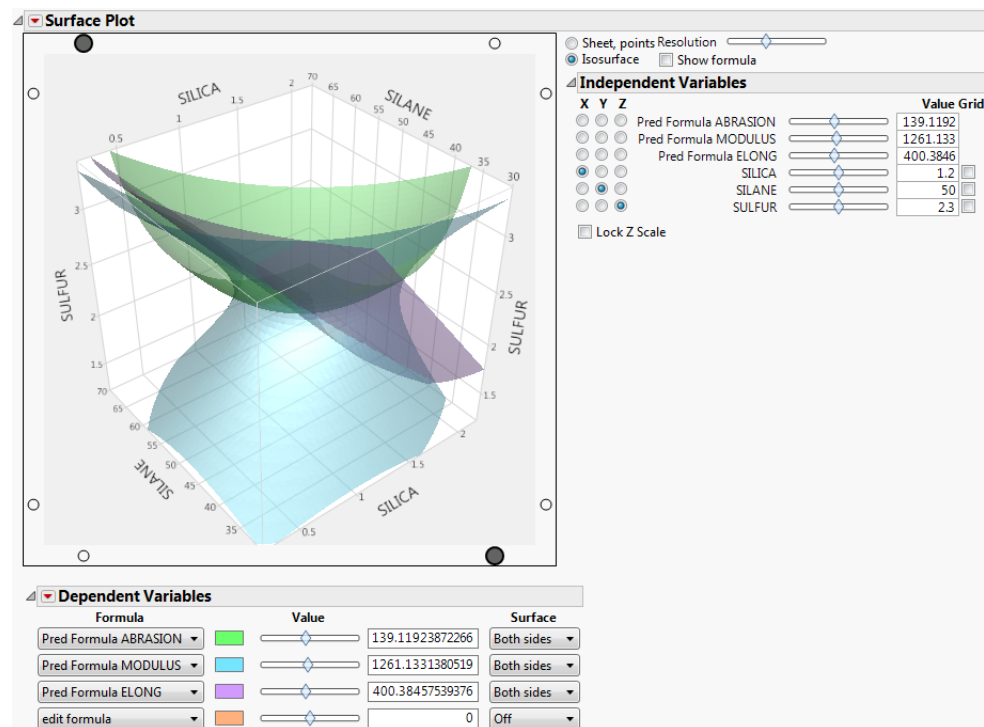 Surface Plot
Sheet, points Resolution
Isosurface Show formula
Independent Variables
X Y Z Value Grid
Pred Formula ABRASION 139.1192
Pred Formula MODULUS 1261.133
Pred Formula ELONG 400.3846
SILICA 1.2
SILANE 50
SULFUR 2.3
Lock Z Scale
SILICA
0.5 1 1.5 2
SILANE
70 65 60 55 50 45 40 35 30
SULFUR
3 2.5 2 1.5
SULFUR
3 2.5 2 1.5
SILANE
70 65 60 55 50 45 40 35
SILICA
0.5 1 1.5 2
Dependent Variables
Formula Value Surface
Pred Formula ABRASION 139.11923872266 Both sides
Pred Formula MODULUS 1261.1331380519 Both sides
Pred Formula ELONG 400.38457539376 Both sides
edit formula 0 Off